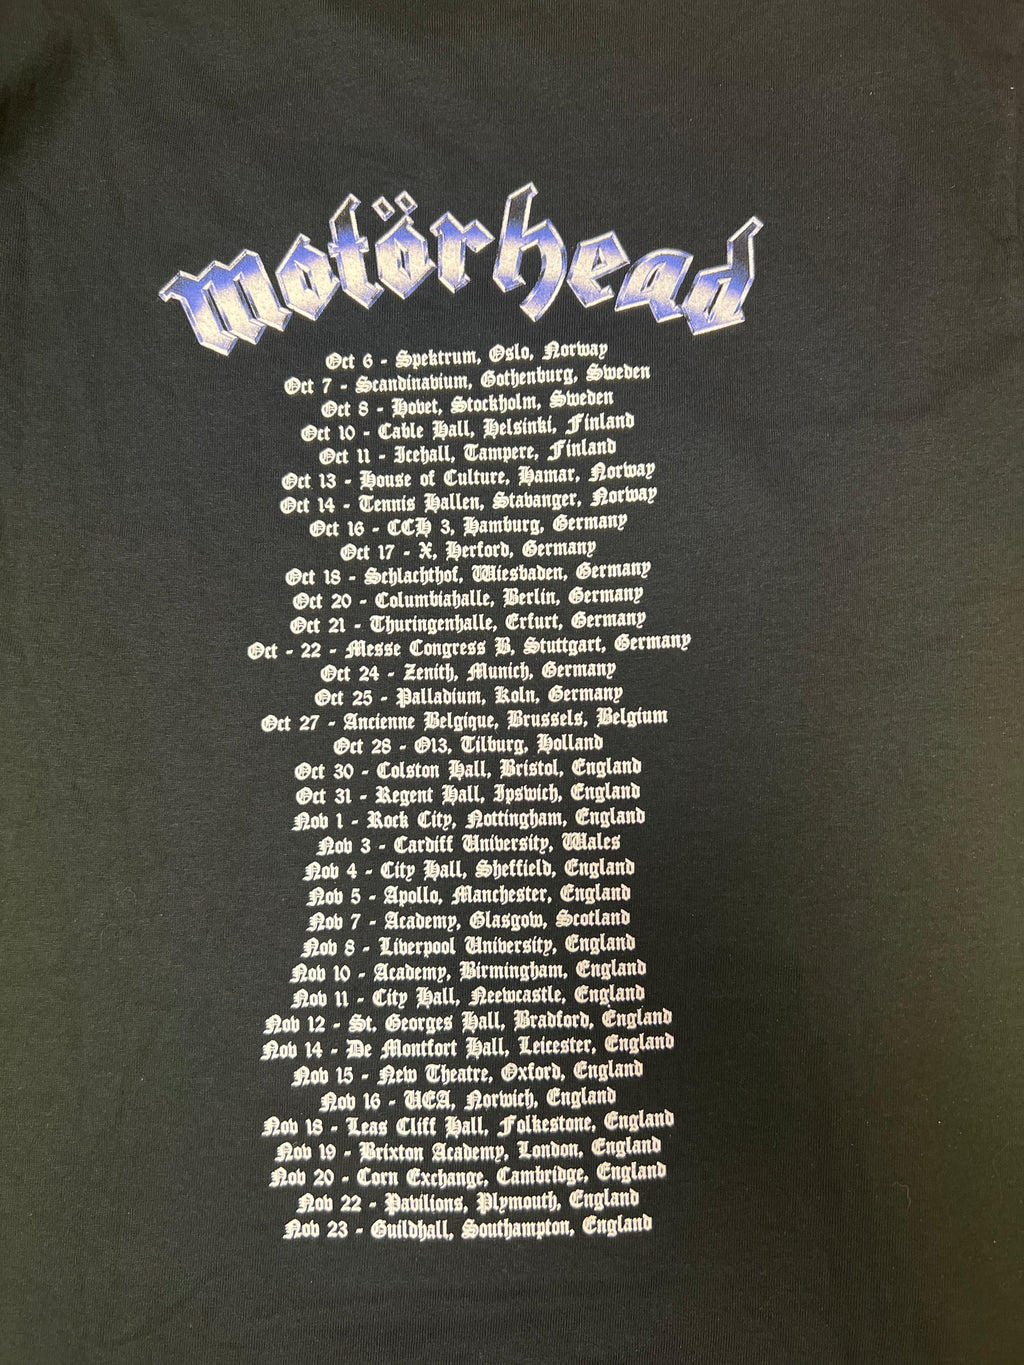 Motörhead
Oct 6 - Spektrum, Oslo, Norway
Oct 7 - Scandinavium, Gothenburg, Sweden
Oct 8 - Hovet, Stockholm, Sweden
Oct 10 - Cable Hall, Helsinki, Finland
Oct 11 - Icehall, Tampere, Finland
Oct 13 - House of Culture, Hamar, Norway
Oct 14 - Tennis Hallen, Stavanger, Norway
Oct 16 - CCH 3, Hamburg, Germany
Oct 17 - X, Herford, Germany
Oct 18 - Schlachthof, Wiesbaden, Germany
Oct 20 - Columbiahalle, Berlin, Germany
Oct 21 - Thuringenhalle, Erfurt, Germany
Oct - 22 - Messe Congress B, Stuttgart, Germany
Oct 24 - Zenith, Munich, Germany
Oct 25 - Palladium, Koln, Germany
Oct 27 - Ancienne Belgique, Brussels, Belgium
Oct 28 - O13, Tilburg, Holland
Oct 30 - Colston Hall, Bristol, England
Oct 31 - Regent Hall, Ipswich, England
Nov 1 - Rock City, Nottingham, England
Nov 3 - Cardiff University, Wales
Nov 4 - City Hall, Sheffield, England
Nov 5 - Apollo, Manchester, England
Nov 7 - Academy, Glasgow, Scotland
Nov 8 - Liverpool University, England
Nov 10 - Academy, Birmingham, England
Nov 11 - City Hall, Neewcastle, England
Nov 12 - St. Georges Hall, Bradford, England
Nov 14 - De Montfort Hall, Leicester, England
Nov 15 - New Theatre, Oxford, England
Nov 16 - UEA, Norwich, England
Nov 18 - Leas Cliff Hall, Folkestone, England
Nov 19 - Brixton Academy, London, England
Nov 20 - Corn Exchange, Cambridge, England
Nov 22 - Pavilions, Plymouth, England
Nov 23 - Guildhall, Southampton, England